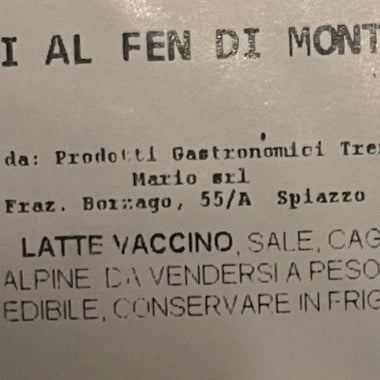 I AL FEN DI MONT
da: Prodotti Gastronomici Tre
Mario srl
Fraz. Borzago, 55/A Spiazzo
LATTE VACCINO, SALE, CAG
ALPINE. DA VENDERSI A PESO
EDIBILE, CONSERVARE IN FRIG